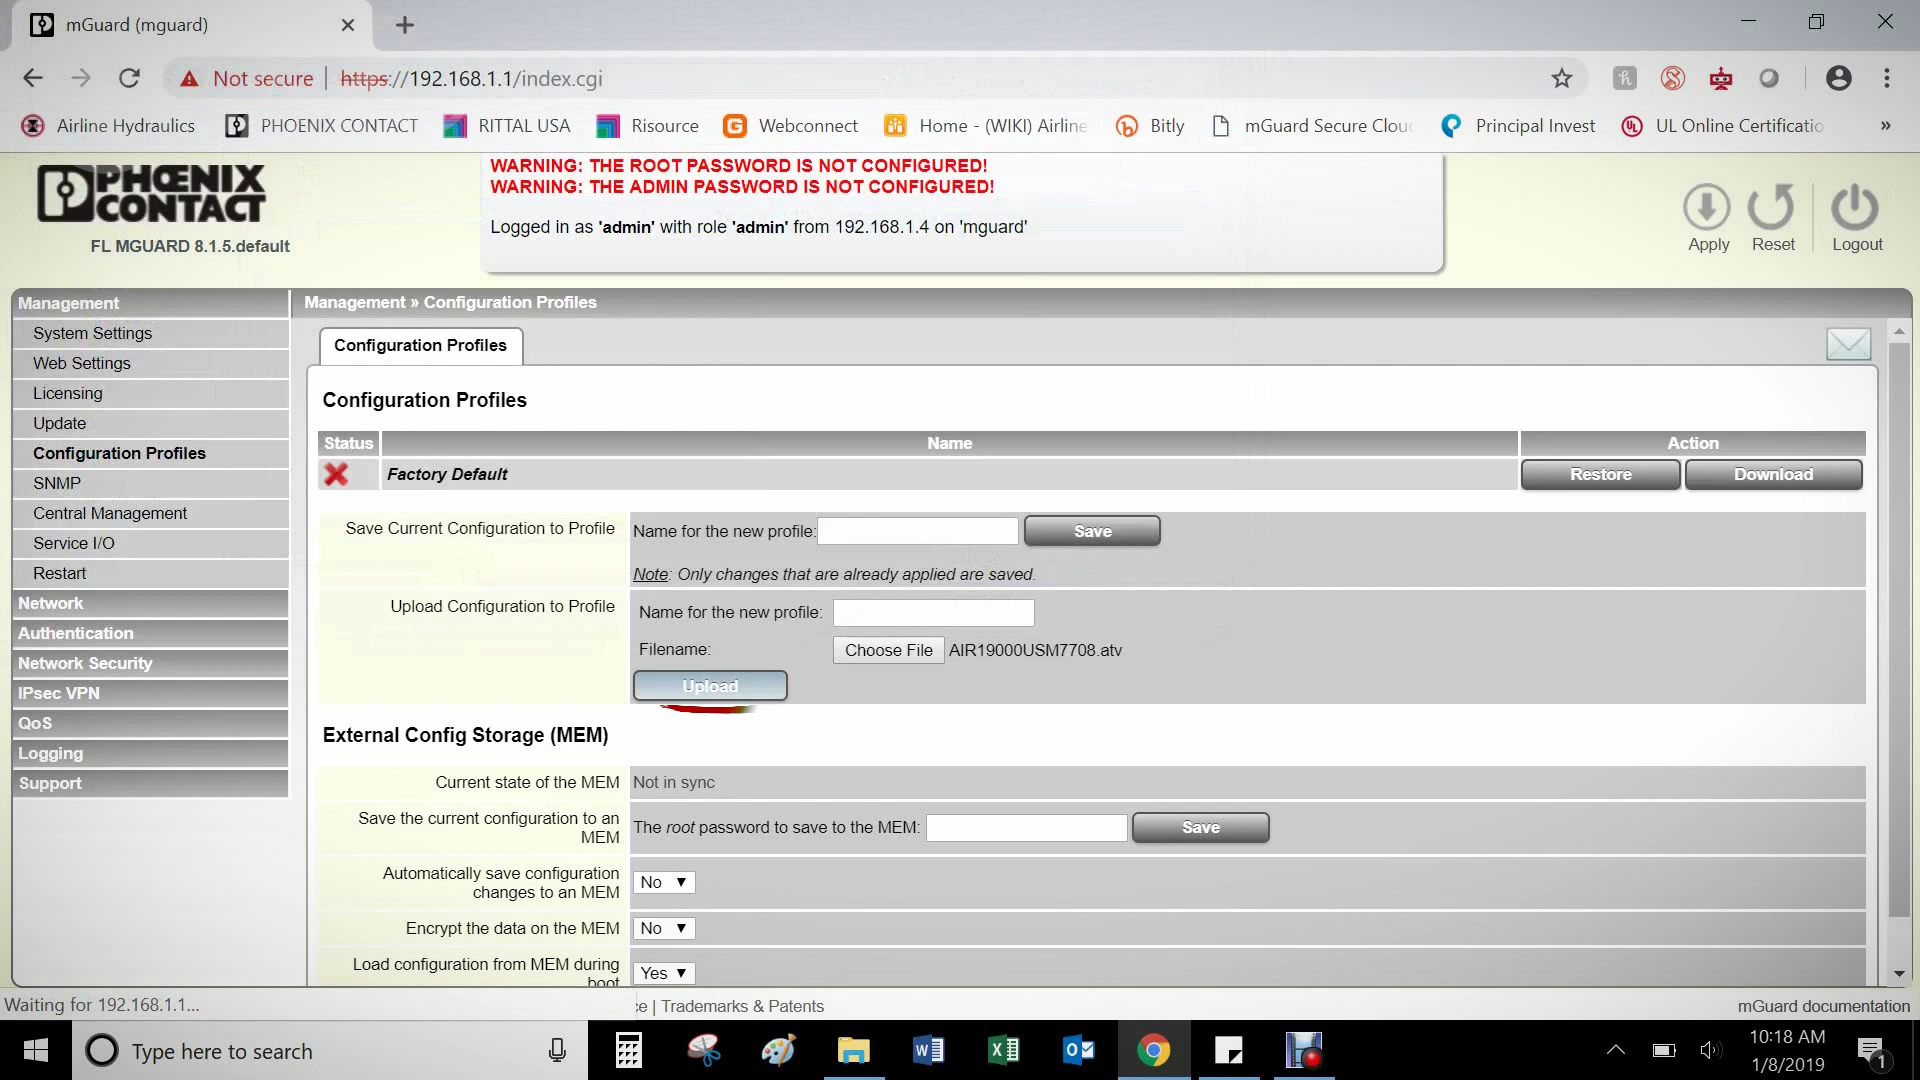 mGuard (mguard)
Not secure
https://192.168.1.1/index.cgi
Airline Hydraulics
PHOENIX CONTACT
RITTAL USA
Risource
Webconnect
Home - (WIKI) Airline
Bitly
mGuard Secure Clou
Principal Invest
UL Online Certificatio
»
PHŒNIX
CONTACT
FL MGUARD 8.1.5.default
WARNING: THE ROOT PASSWORD IS NOT CONFIGURED!
WARNING: THE ADMIN PASSWORD IS NOT CONFIGURED!
Logged in as 'admin' with role 'admin' from 192.168.1.4 on 'mguard'
Apply
Reset
Logout
Management
System Settings
Web Settings
Licensing
Update
Configuration Profiles
SNMP
Central Management
Service I/O
Restart
Network
Authentication
Network Security
IPsec VPN
QoS
Logging
Support
Management » Configuration Profiles
Configuration Profiles
Configuration Profiles
Status Name Action
Factory Default Restore Download
Save Current Configuration to Profile Name for the new profile: Save
Note: Only changes that are already applied are saved.
Upload Configuration to Profile Name for the new profile:
Filename: Choose File AIR19000USM7708.atv
Upload
External Config Storage (MEM)
Current state of the MEM Not in sync
Save the current configuration to an
MEM
The root password to save to the MEM: Save
Automatically save configuration
changes to an MEM
No
Encrypt the data on the MEM No
Load configuration from MEM during
boot
Yes
Waiting for 192.168.1.1...
ce | Trademarks & Patents
mGuard documentation
Type here to search
10:18 AM
1/8/2019
1